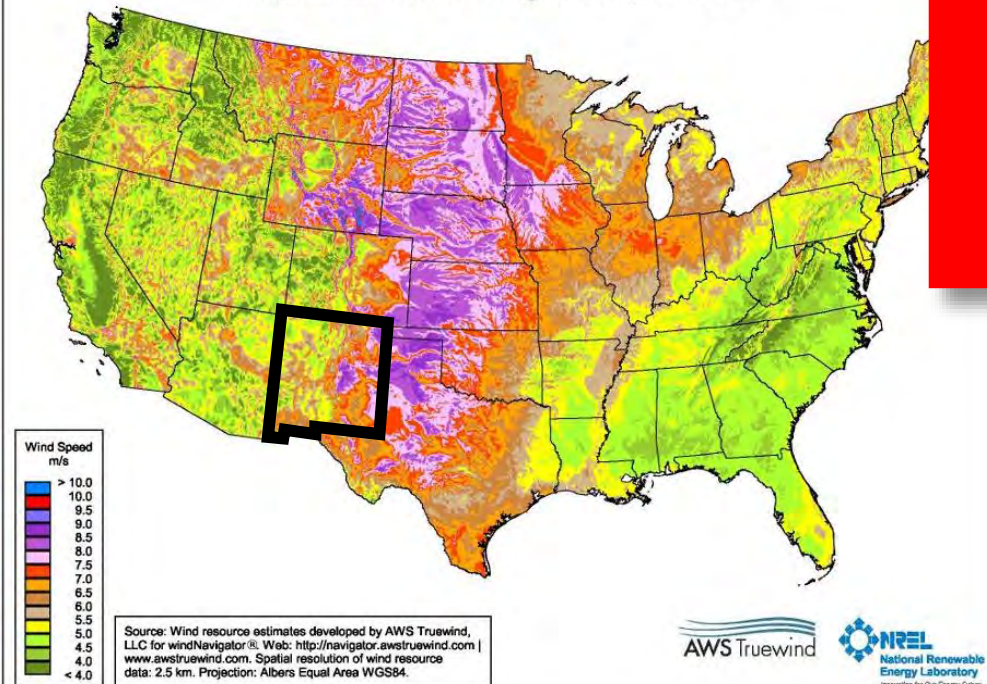 Wind Speed
m/s
> 10.0
10.0
9.5
9.0
8.5
8.0
7.5
7.0
6.5
6.0
5.5
5.0
4.5
4.0
< 4.0
Source: Wind resource estimates developed by AWS Truewind,
LLC for windNavigator®. Web: http://navigator.awstruewind.com |
www.awstruewind.com. Spatial resolution of wind resource
data: 2.5 km. Projection: Albers Equal Area WGS84.
AWS Truewind
NREL
National Renewable
Energy Laboratory